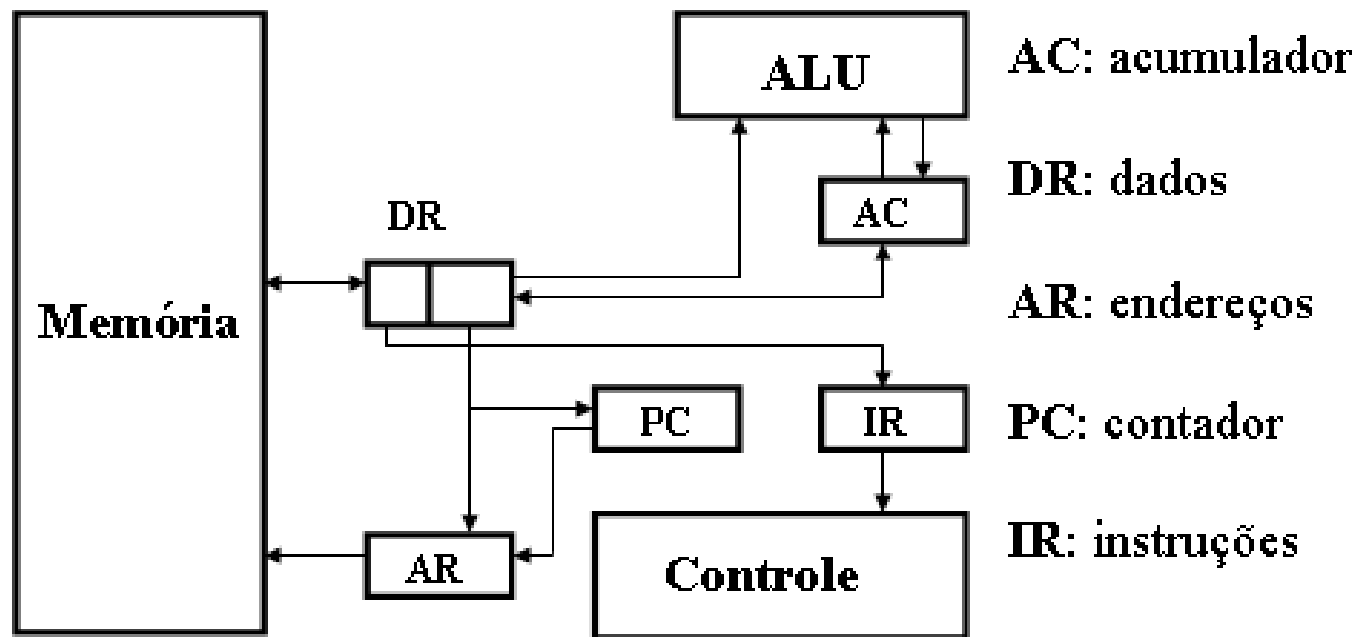 Memória
DR
ALU
AC
PC
IR
AR
Controle
AC: acumulador
DR: dados
AR: endereços
PC: contador
IR: instruções